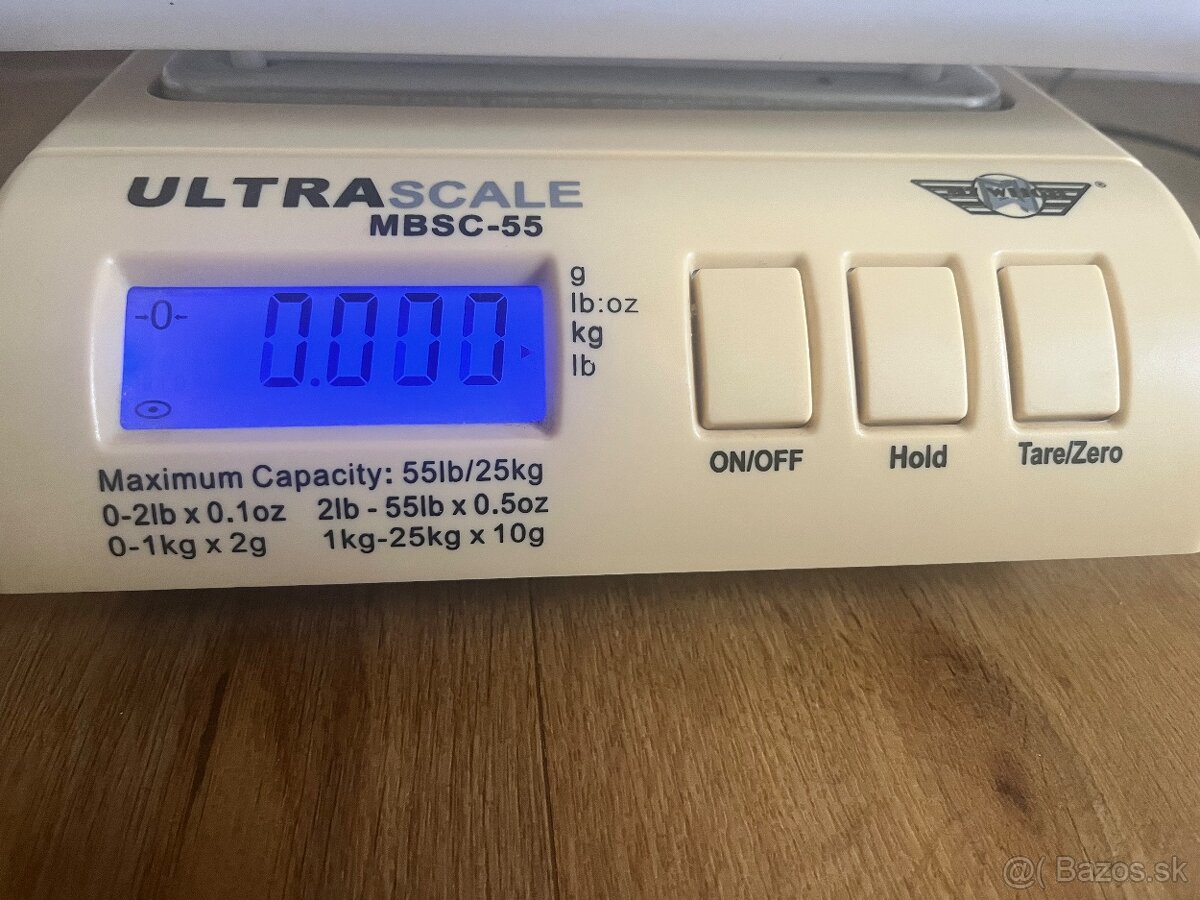 ULTRASCALE
MBSC-55
0.000
→0←
g
lb:oz
kg
lb
ON/OFF
Hold
Tare/Zero
Maximum Capacity: 55lb/25kg
0-2lb x 0.1oz 2lb - 55lb x 0.5oz
0-1kg x 2g 1kg-25kg x 10g
@( Bazos.sk